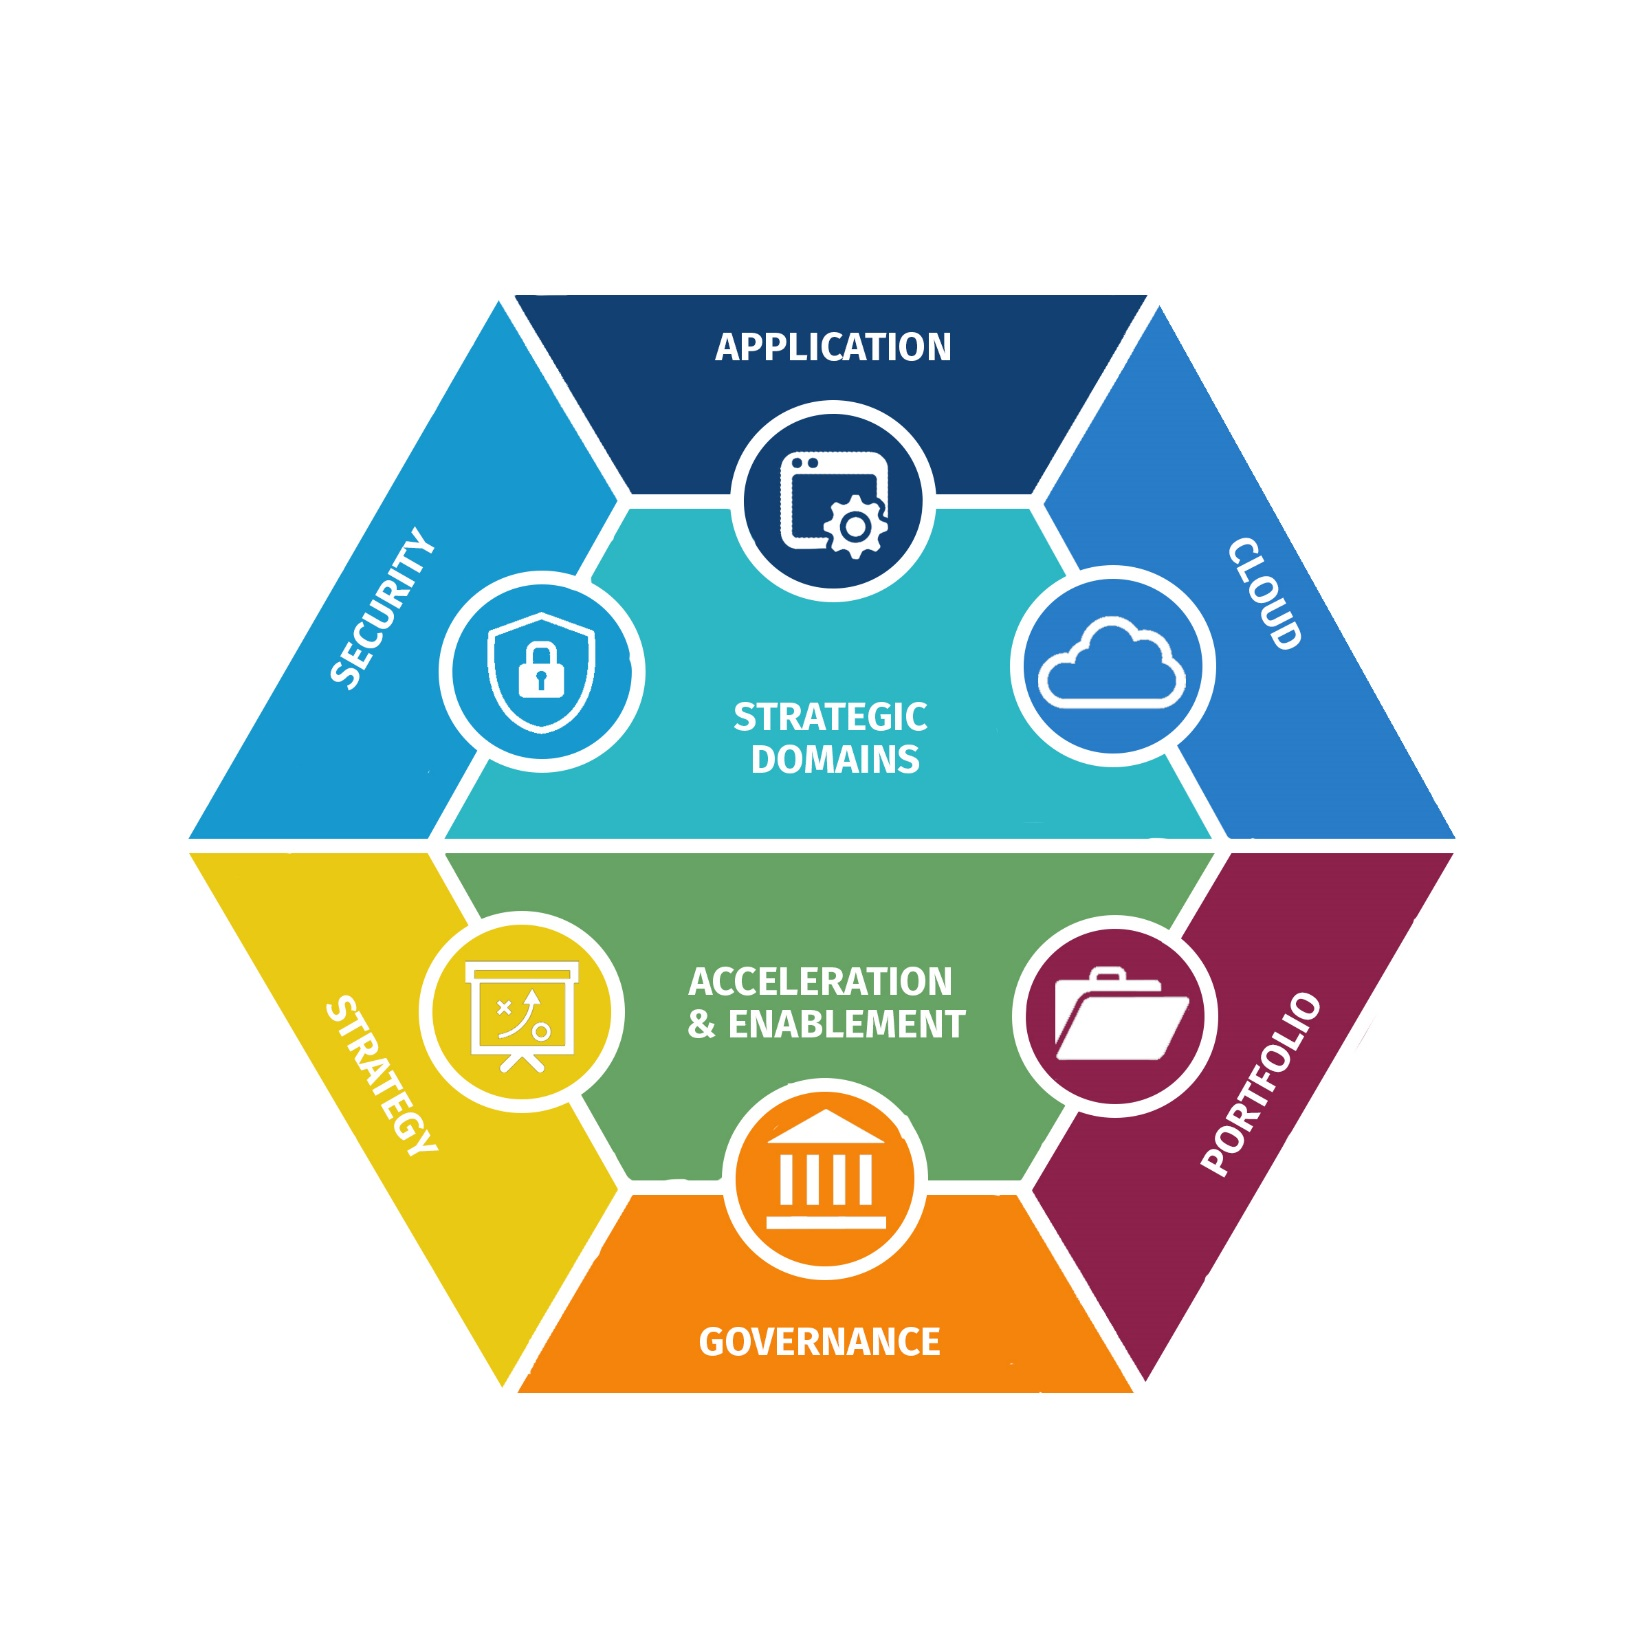 APPLICATION
SECURITY
CLOUD
STRATEGIC
DOMAINS
ACCELERATION
& ENABLEMENT
STRATEGY
PORTFOLIO
GOVERNANCE